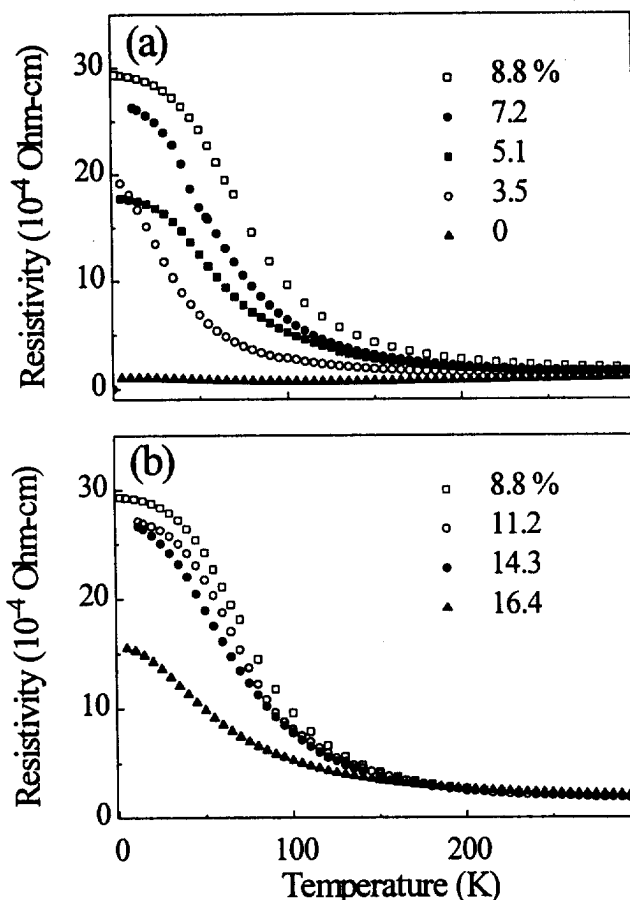 (a)
8.8 %
7.2
5.1
3.5
0
30
20
10
0
Resistivity (10⁻⁴ Ohm-cm)
(b)
8.8 %
11.2
14.3
16.4
30
20
10
0
Resistivity (10⁻⁴ Ohm-cm)
0 100 200
Temperature (K)